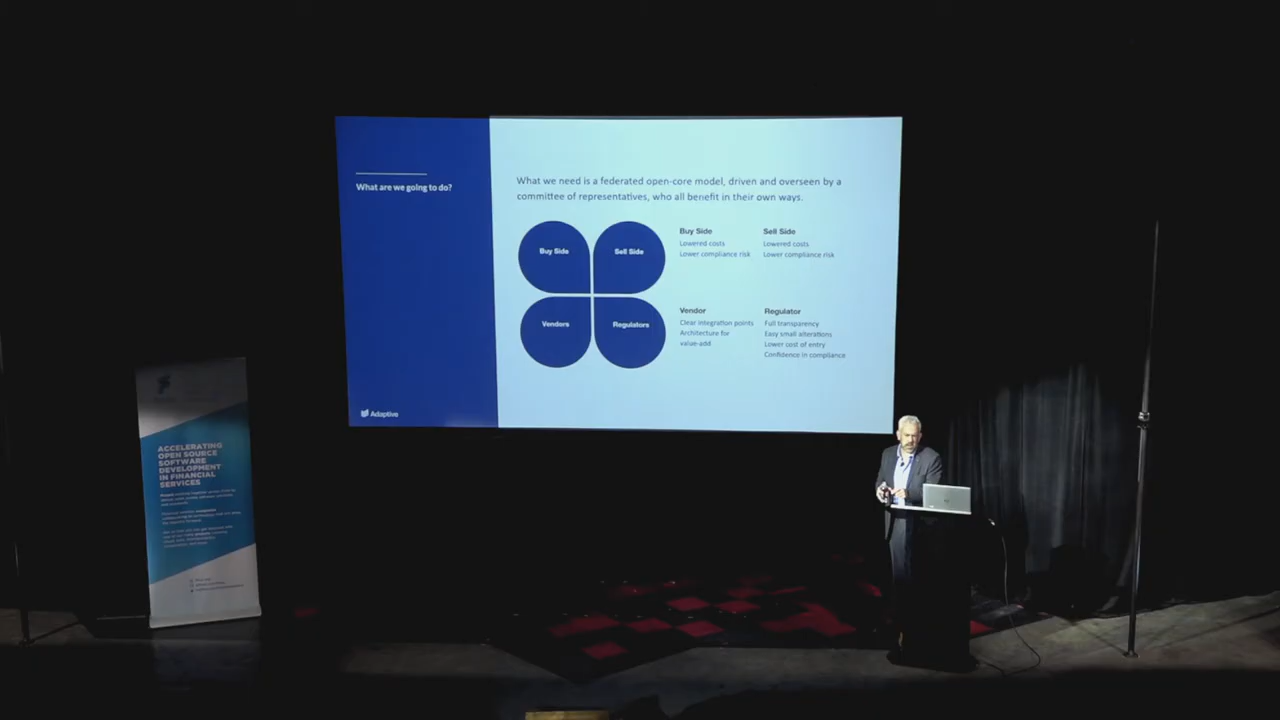 What are we going to do?
What we need is a federated open-core model, driven and overseen by a
committee of representatives, who all benefit in their own ways.
Buy Side
Sell Side
Vendors
Regulators
Buy Side
Lowered costs
Lower compliance risk
Sell Side
Lowered costs
Lower compliance risk
Vendor
Clear integration points
Architecture for
value-add.
Regulator
Full transparency
Easy small alterations
Lower cost of entry
Confidence in compliance
Adaptive
ACCELERATING
OPEN SOURCE
SOFTWARE
DEVELOPMENT
IN FINANCIAL
SERVICES